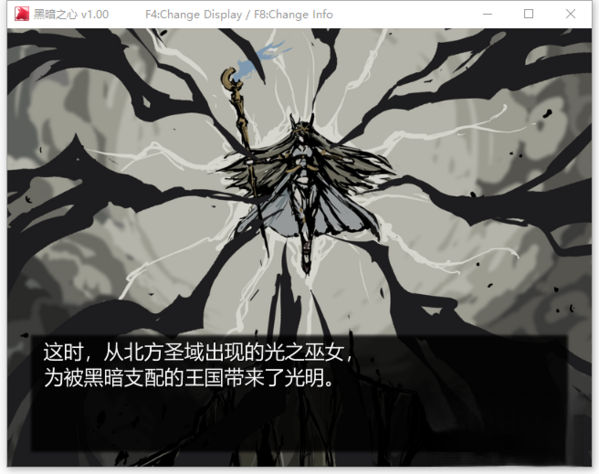 黑暗之心 v1.00 F4:Change Display / F8:Change Info
这时，从北方圣域出现的光之巫女，
为被黑暗支配的王国带来了光明。